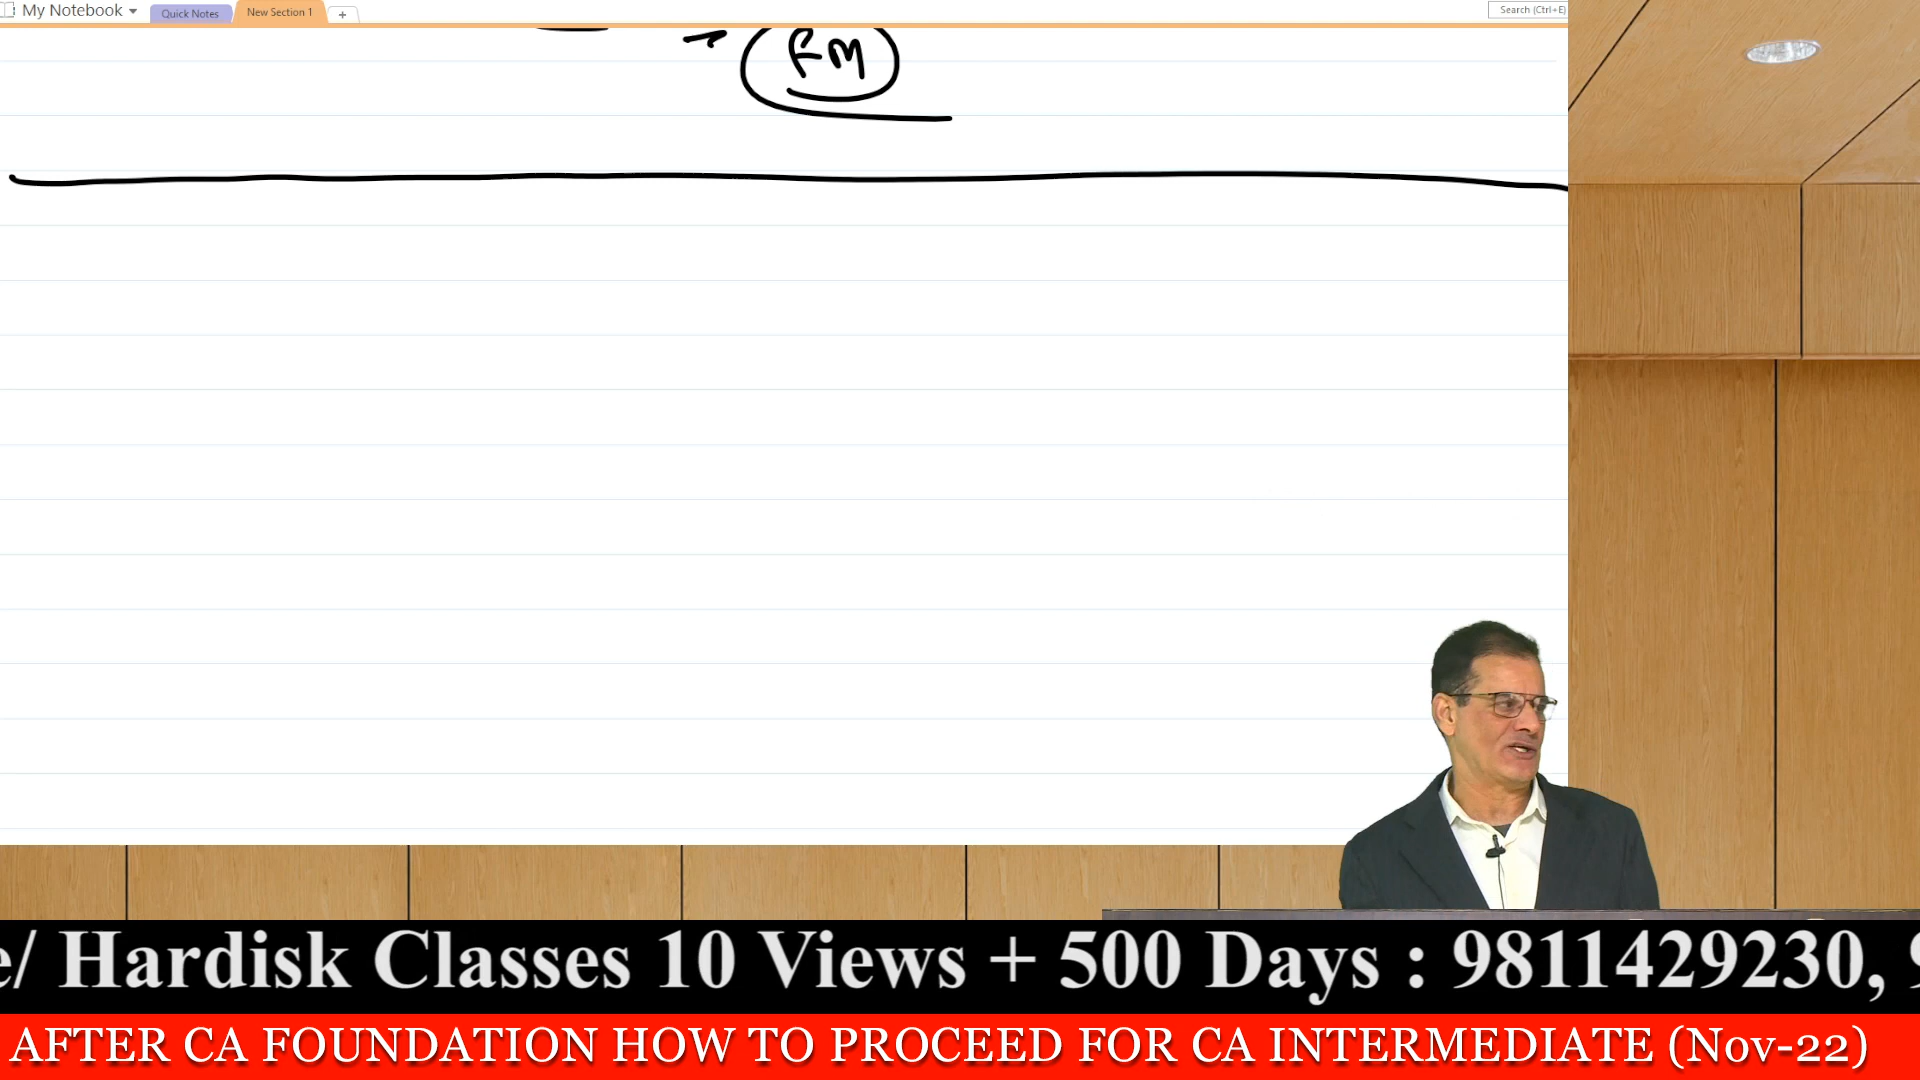 My Notebook
Quick Notes
New Section 1
+
Search (Ctrl+E)
FM
e/ Hardisk Classes 10 Views + 500 Days : 9811429230, 9
AFTER CA FOUNDATION HOW TO PROCEED FOR CA INTERMEDIATE (Nov-22)